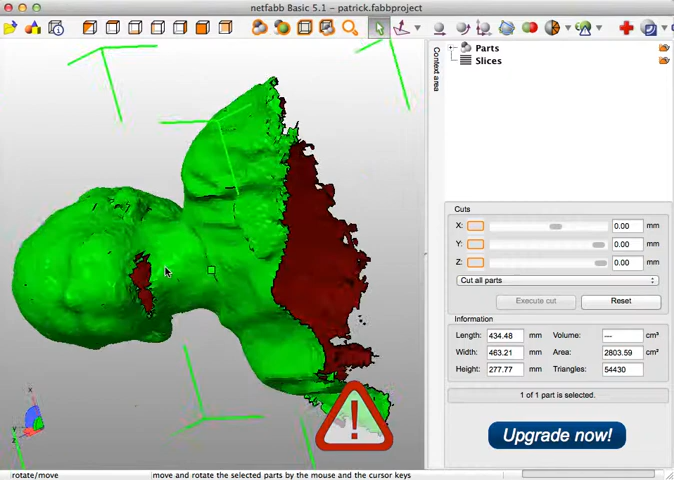 netfabb Basic 5.1 - patrick.fabbproject
Context area
Parts
Slices
Cuts
X: 0.00 mm
Y: 0.00 mm
Z: 0.00 mm
Cut all parts
Execute cut Reset
Information
Length: 434.48 mm Volume: --- cm³
Width: 463.21 mm Area: 2803.59 cm²
Height: 277.77 mm Triangles: 54430
1 of 1 part is selected.
Upgrade now!
X
Y
Z
rotate/move move and rotate the selected parts by the mouse and the cursor keys